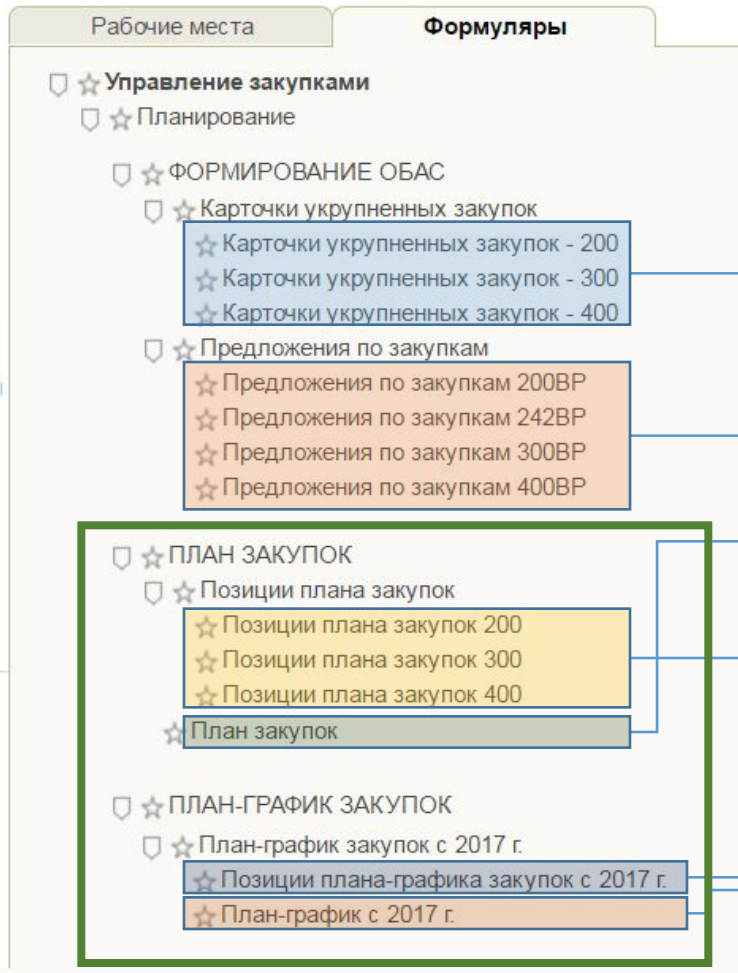 Рабочие места
Формуляры
Управление закупками
Планирование
ФОРМИРОВАНИЕ ОБАС
Карточки укрупненных закупок
Карточки укрупненных закупок - 200
Карточки укрупненных закупок - 300
Карточки укрупненных закупок - 400
Предложения по закупкам
Предложения по закупкам 200ВР
Предложения по закупкам 242ВР
Предложения по закупкам 300ВР
Предложения по закупкам 400ВР
ПЛАН ЗАКУПОК
Позиции плана закупок
Позиции плана закупок 200
Позиции плана закупок 300
Позиции плана закупок 400
План закупок
ПЛАН-ГРАФИК ЗАКУПОК
План-график закупок с 2017 г.
Позиции плана-графика закупок с 2017 г.
План-график с 2017 г.